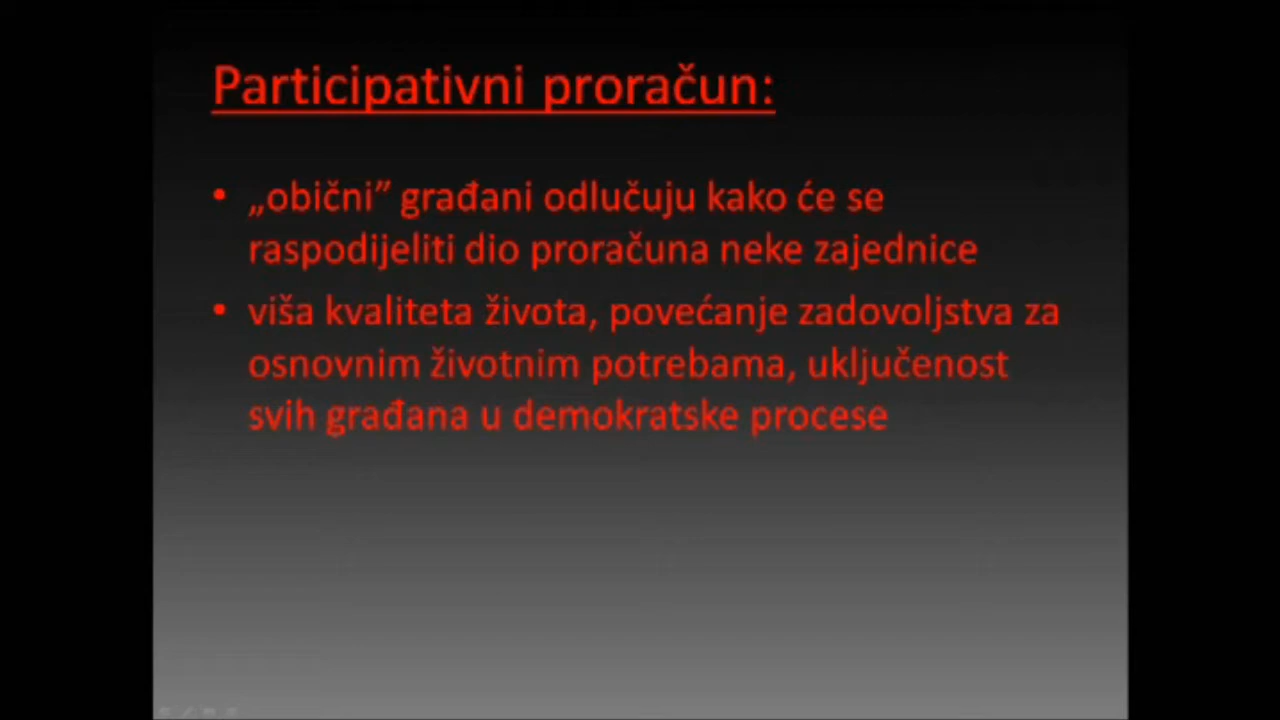 Participativni proračun:
• „obični” građani odlučuju kako će se
raspodijeliti dio proračuna neke zajednice
• viša kvaliteta života, povećanje zadovoljstva za
osnovnim životnim potrebama, uključenost
svih građana u demokratske procese